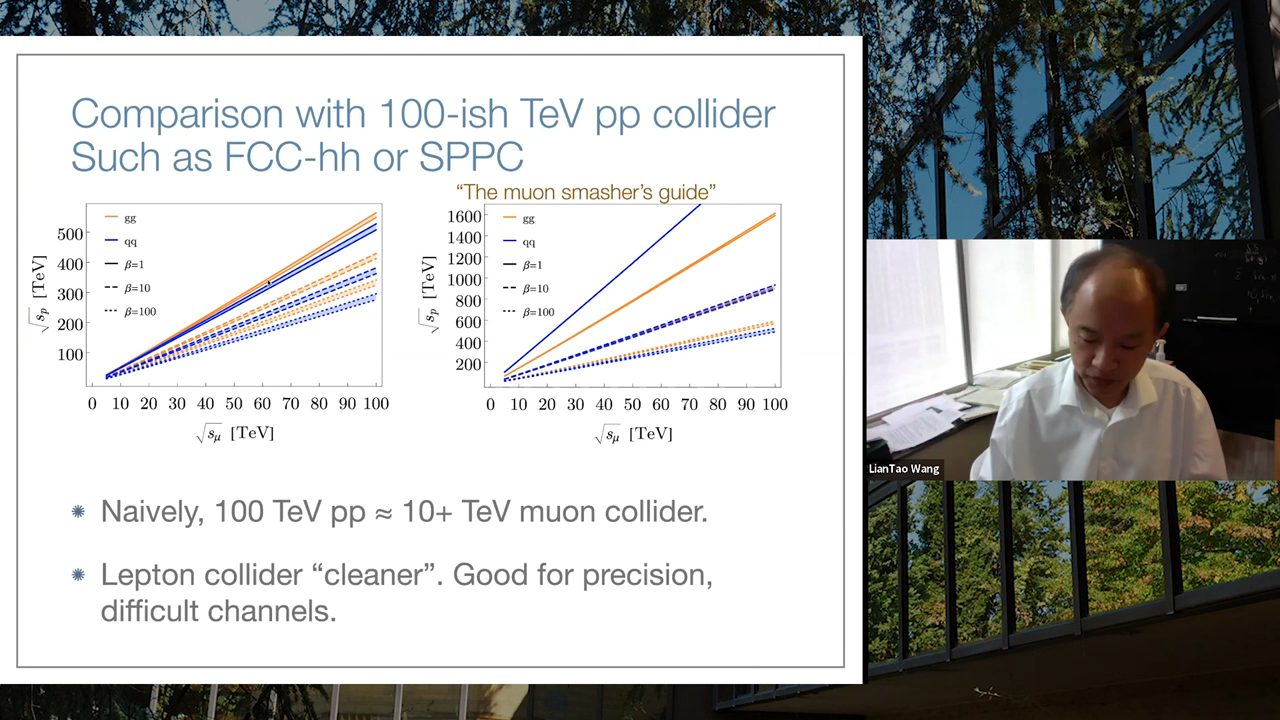 Comparison with 100-ish TeV pp collider
Such as FCC-hh or SPPC
“The muon smasher’s guide”
gg
qq
β=1
β=10
β=100
500
400
300
200
100
√sp [TeV]
0 10 20 30 40 50 60 70 80 90 100
√sμ [TeV]
gg
qq
β=1
β=10
β=100
1600
1400
1200
1000
800
600
400
200
√sp [TeV]
0 10 20 30 40 50 60 70 80 90 100
√sμ [TeV]
Naively, 100 TeV pp ≈ 10+ TeV muon collider.
Lepton collider “cleaner”. Good for precision,
difficult channels.
LianTao Wang